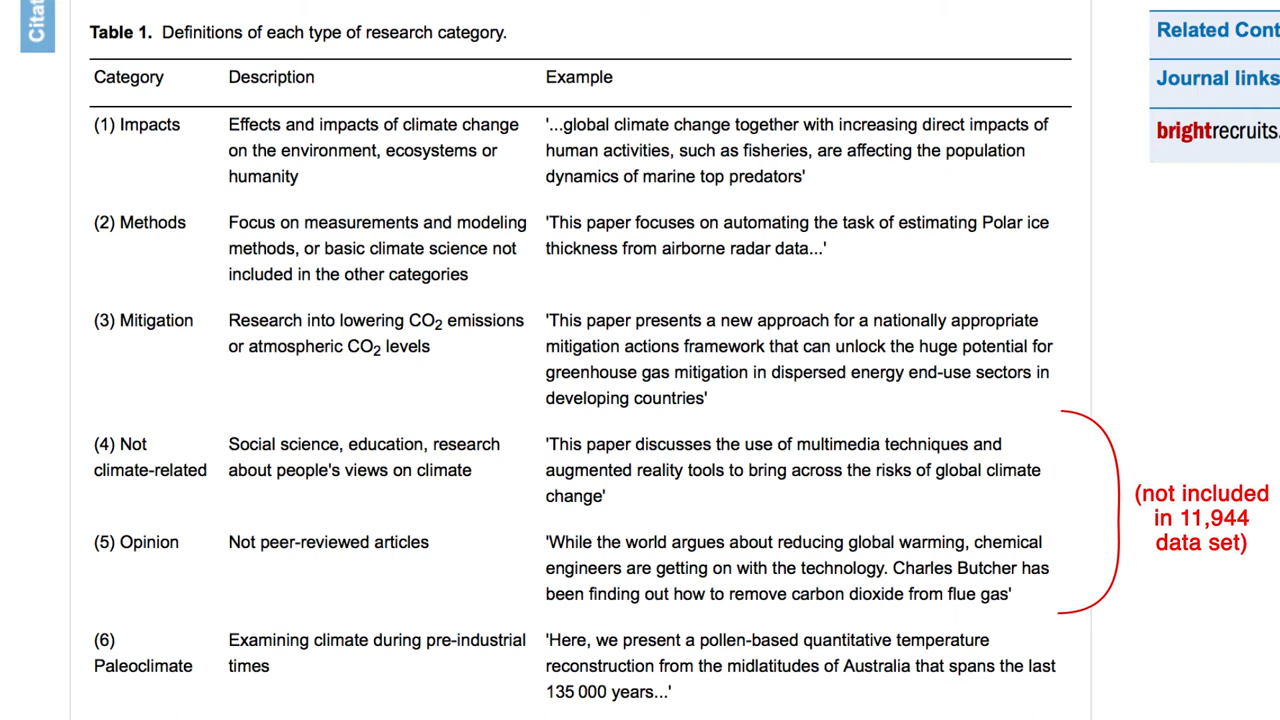 Citat
Table 1. Definitions of each type of research category.
Category Description Example
(1) Impacts Effects and impacts of climate change '...global climate change together with increasing direct impacts of
on the environment, ecosystems or human activities, such as fisheries, are affecting the population
humanity dynamics of marine top predators'
(2) Methods Focus on measurements and modeling 'This paper focuses on automating the task of estimating Polar ice
methods, or basic climate science not thickness from airborne radar data...'
included in the other categories
(3) Mitigation Research into lowering CO₂ emissions 'This paper presents a new approach for a nationally appropriate
or atmospheric CO₂ levels mitigation actions framework that can unlock the huge potential for
greenhouse gas mitigation in dispersed energy end-use sectors in
developing countries'
(4) Not Social science, education, research 'This paper discusses the use of multimedia techniques and
climate-related about people's views on climate augmented reality tools to bring across the risks of global climate
change'
(5) Opinion Not peer-reviewed articles 'While the world argues about reducing global warming, chemical
engineers are getting on with the technology. Charles Butcher has
been finding out how to remove carbon dioxide from flue gas'
(6) Examining climate during pre-industrial 'Here, we present a pollen-based quantitative temperature
Paleoclimate times reconstruction from the midlatitudes of Australia that spans the last
135 000 years...'
Related Cont
Journal links
brightrecruits.
(not included
in 11,944
data set)